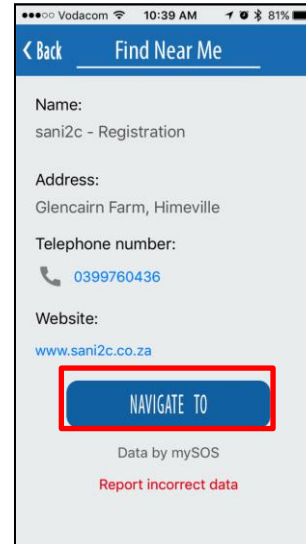 Vodacom 10:39 AM 81%
Back Find Near Me
Name:
sani2c - Registration
Address:
Glencairn Farm, Himeville
Telephone number:
0399760436
Website:
www.sani2c.co.za
NAVIGATE TO
Data by mySOS
Report incorrect data